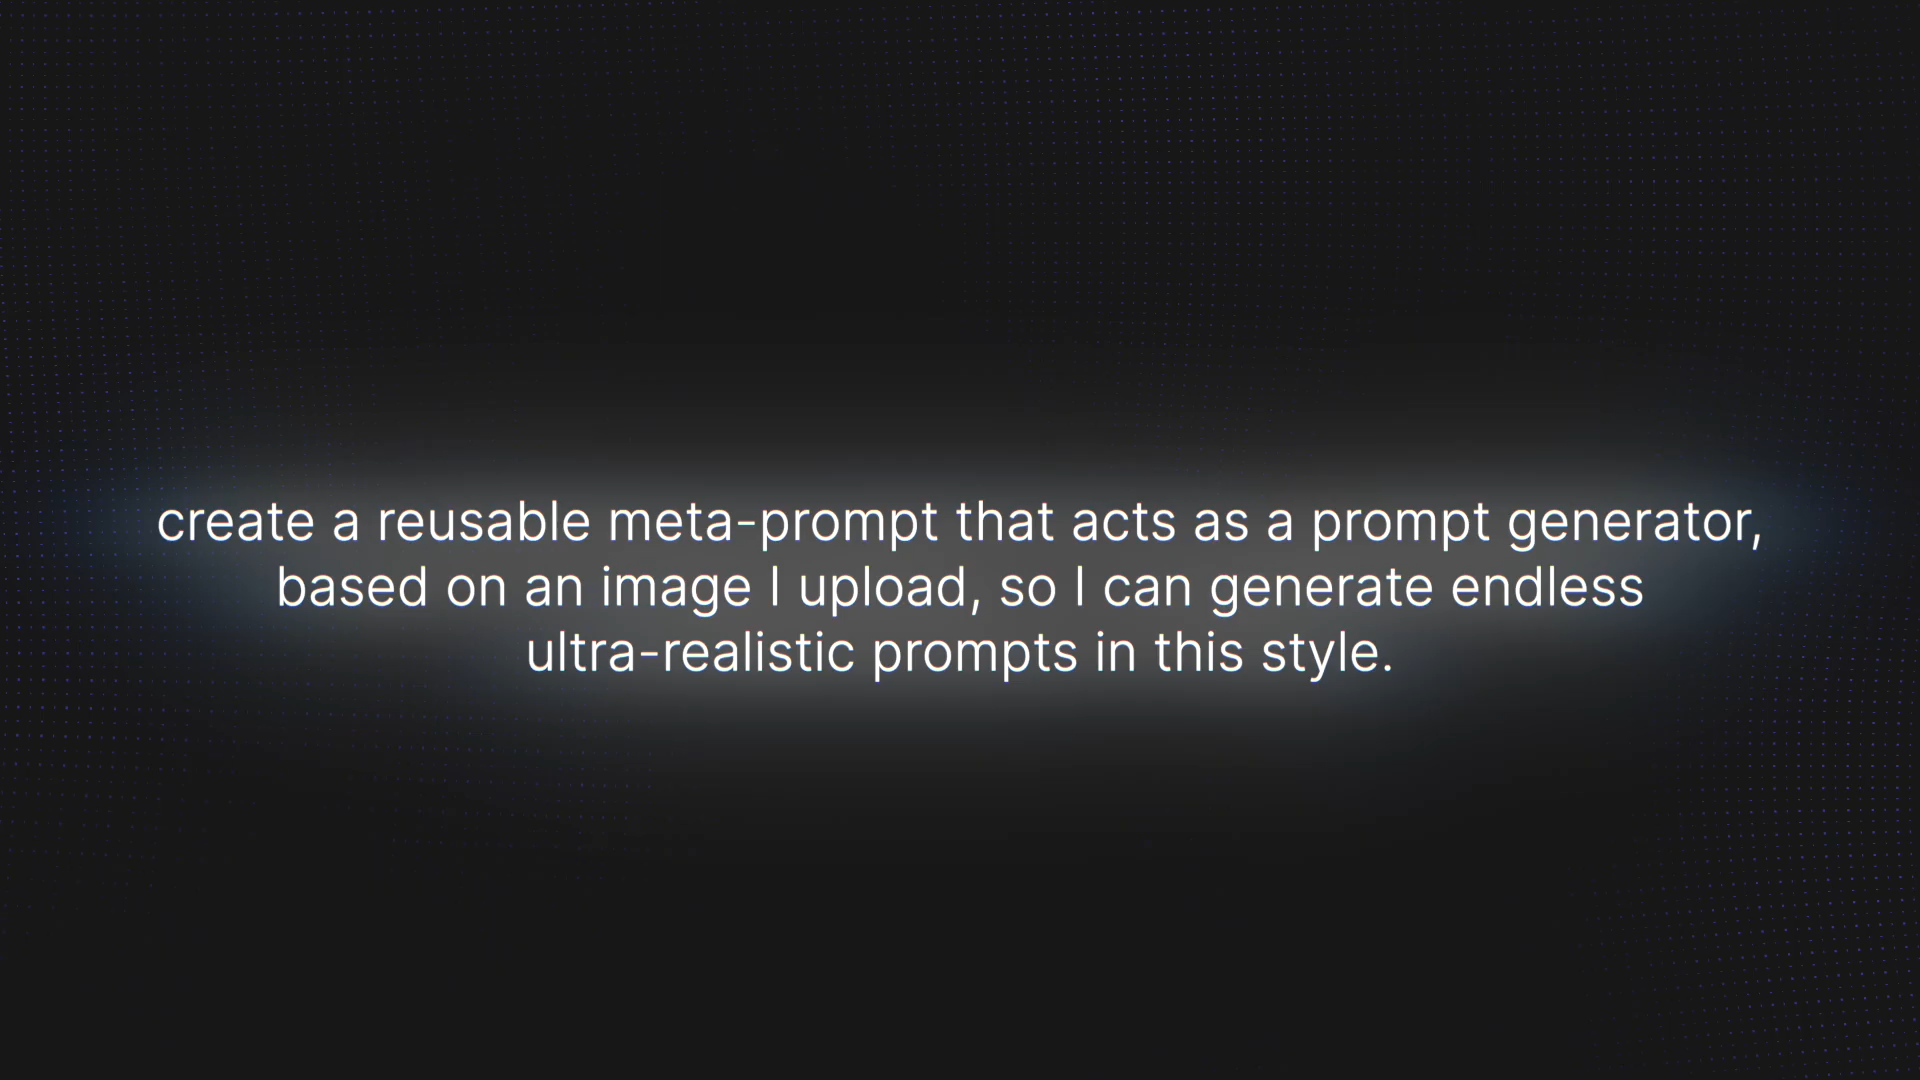 create a reusable meta-prompt that acts as a prompt generator,
based on an image I upload, so I can generate endless
ultra-realistic prompts in this style.